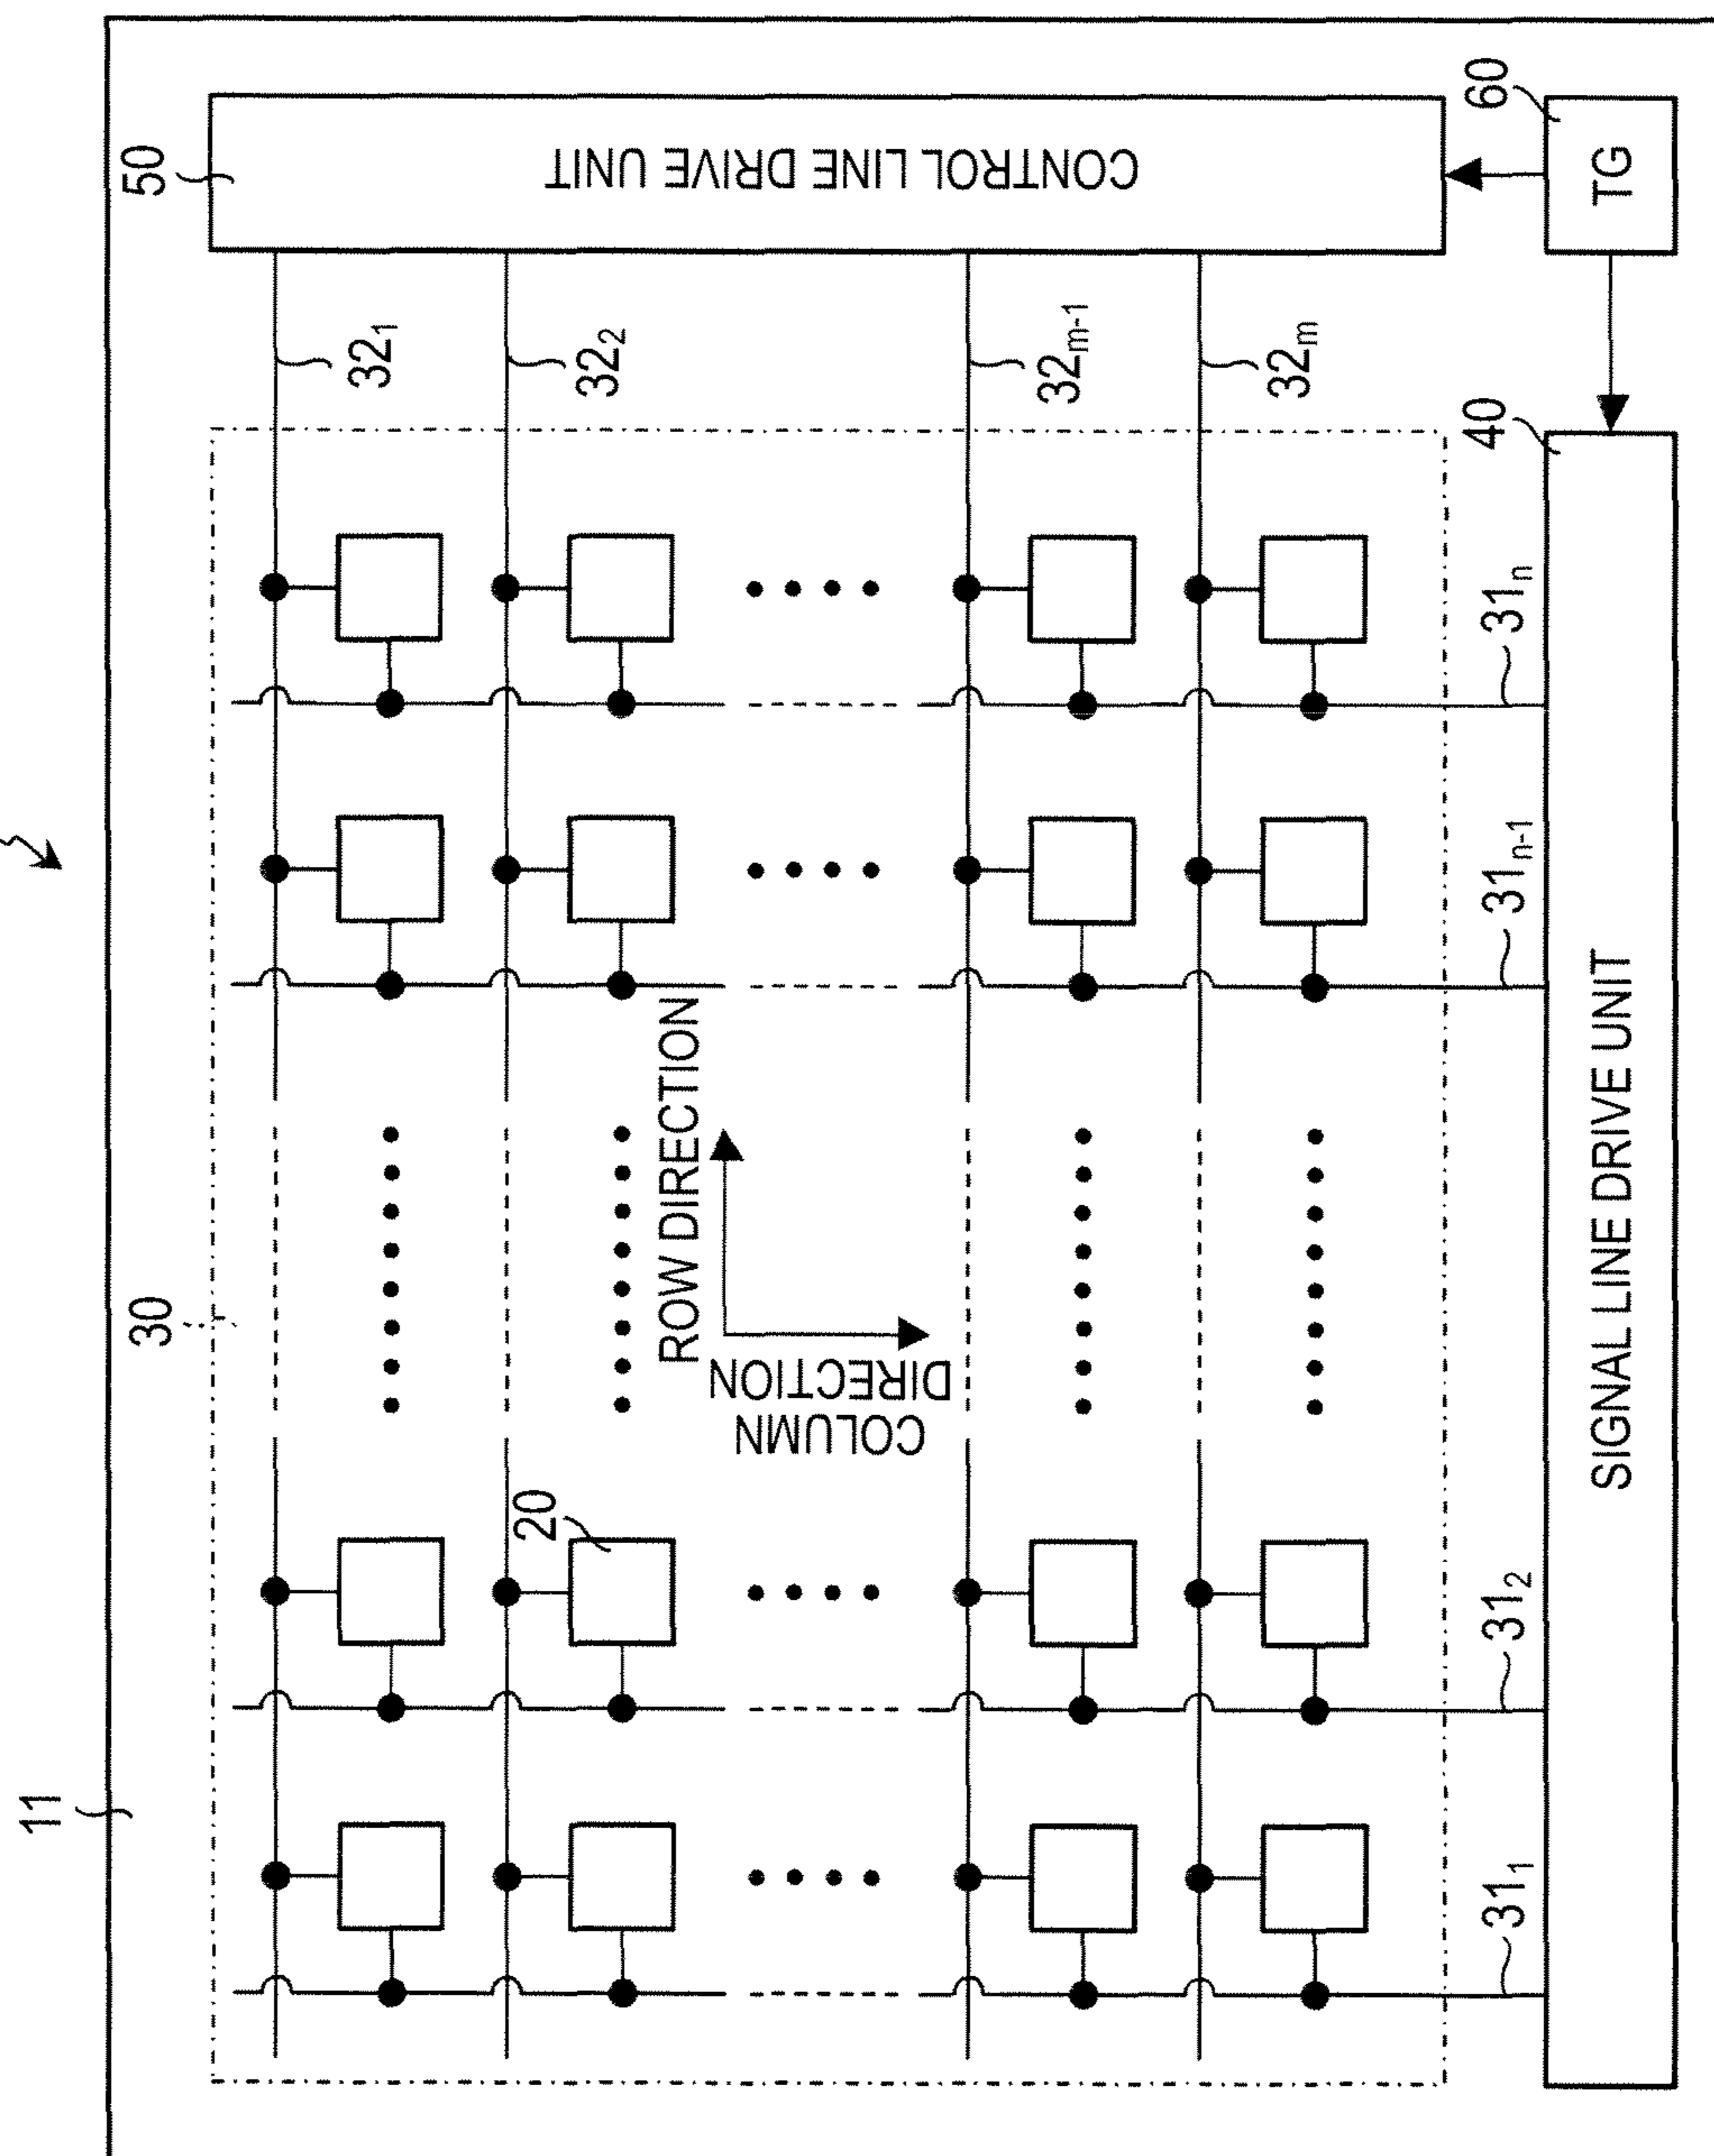 11
30
50
CONTROL LINE DRIVE UNIT
32₁
32₂
32ₘ₋₁
32ₘ
20
ROW DIRECTION
COLUMN
DIRECTION
31₁
31₂
31ₙ₋₁
31ₙ
40
SIGNAL LINE DRIVE UNIT
60
TG